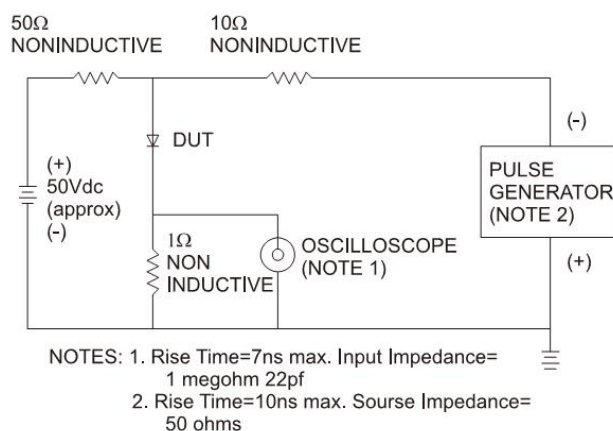 50Ω
NONINDUCTIVE
10Ω
NONINDUCTIVE
DUT
(+)
50Vdc
(approx)
(-)
1Ω
NON
INDUCTIVE
OSCILLOSCOPE
(NOTE 1)
(-)
PULSE
GENERATOR
(NOTE 2)
(+)
NOTES: 1. Rise Time=7ns max. Input Impedance=
1 megohm 22pf
2. Rise Time=10ns max. Sourse Impedance=
50 ohms